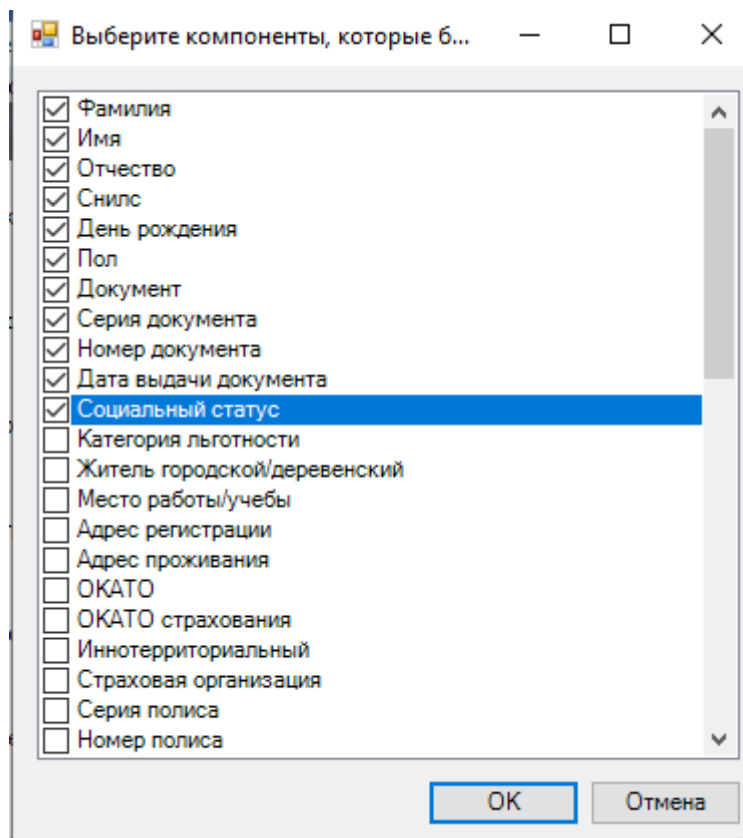 Выберите компоненты, которые б...
Фамилия
Имя
Отчество
Снилс
День рождения
Пол
Документ
Серия документа
Номер документа
Дата выдачи документа
Социальный статус
Категория льготности
Житель городской/деревенский
Место работы/учебы
Адрес регистрации
Адрес проживания
ОКАТО
ОКАТО страхования
Иннотерриториальный
Страховая организация
Серия полиса
Номер полиса
OK Отмена